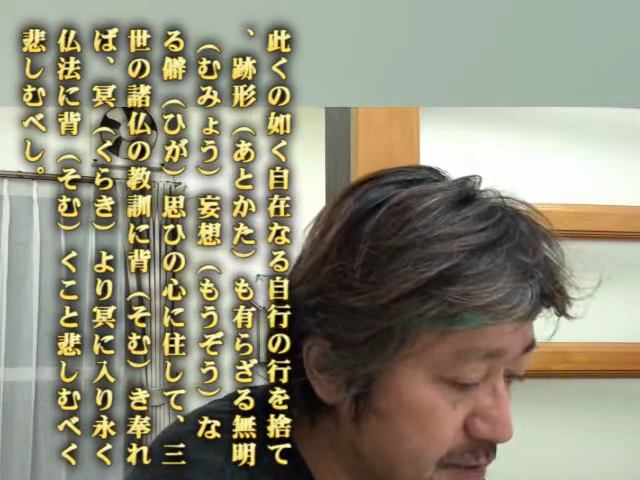 此くの如く自在なる自行の行を捨て
、跡形（あとかた）も有らざる無明
（むみょう）妄想（もうぞう）な
る僻（ひが）思ひの心に住して、三
世の諸仏の教訓に背（そむ）き奉れ
ば、冥（くらき）より冥に入り永く
仏法に背（そむ）くこと悲しむべく
悲しむべし。